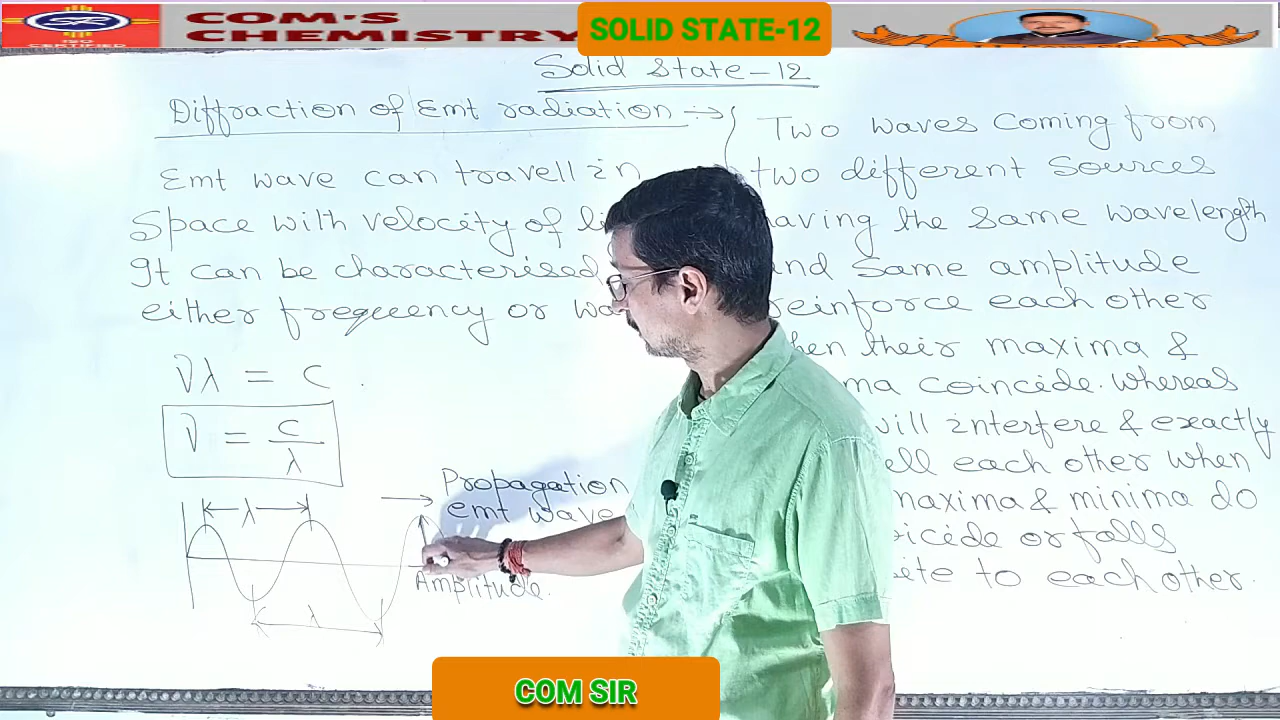 SR
ISO
CERTIFIED
COM'S
CHEMISTRY
SOLID STATE-12
Solid State-12
Diffraction of Emt radiation
Emt wave can travell in
Space with velocity of
It can be characterised
either frequency or
νλ = c
ν = c/λ
λ
Propagation
emt wave
Amplitude.
λ
Two waves coming from
two different Sources
having the Same wavelength
and Same amplitude
reinforce each other
their maxima &
coincide. Whereas
will interfere & exactly
each other when
maxima & minima do
or falls
to each other.
COM SIR